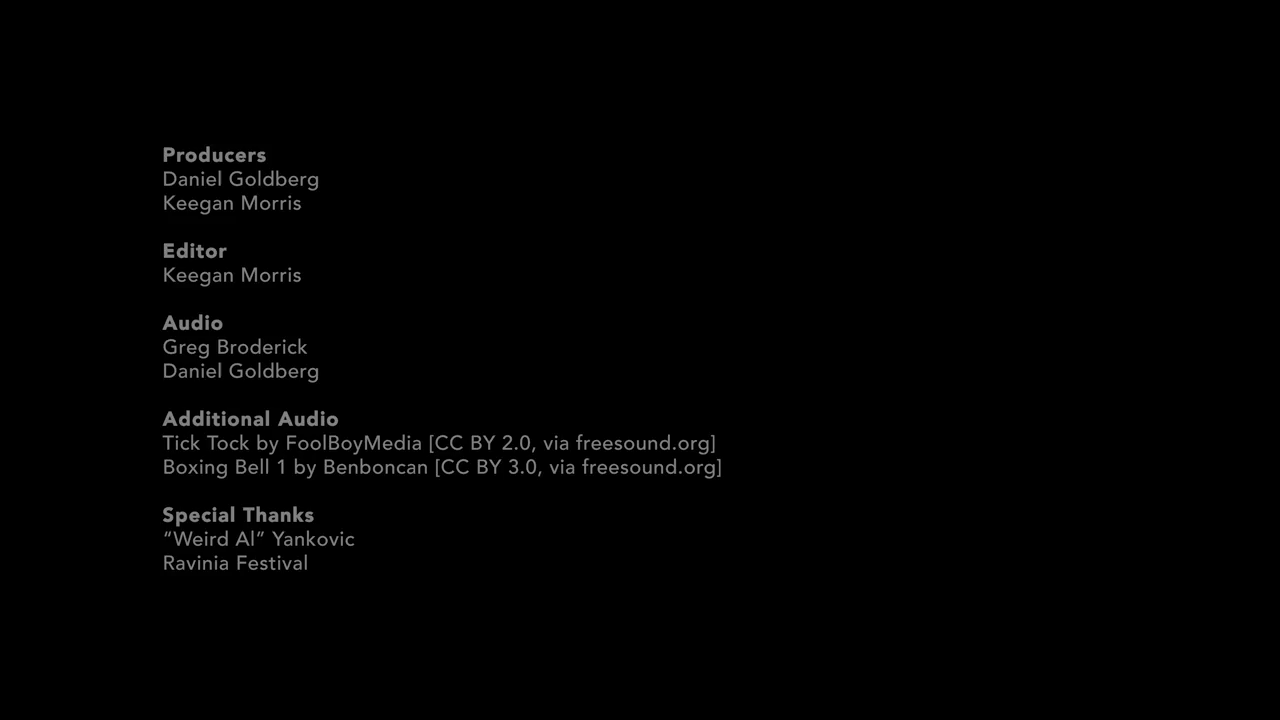 Producers
Daniel Goldberg
Keegan Morris
Editor
Keegan Morris
Audio
Greg Broderick
Daniel Goldberg
Additional Audio
Tick Tock by FoolBoyMedia [CC BY 2.0, via freesound.org]
Boxing Bell 1 by Benboncan [CC BY 3.0, via freesound.org]
Special Thanks
“Weird Al” Yankovic
Ravinia Festival